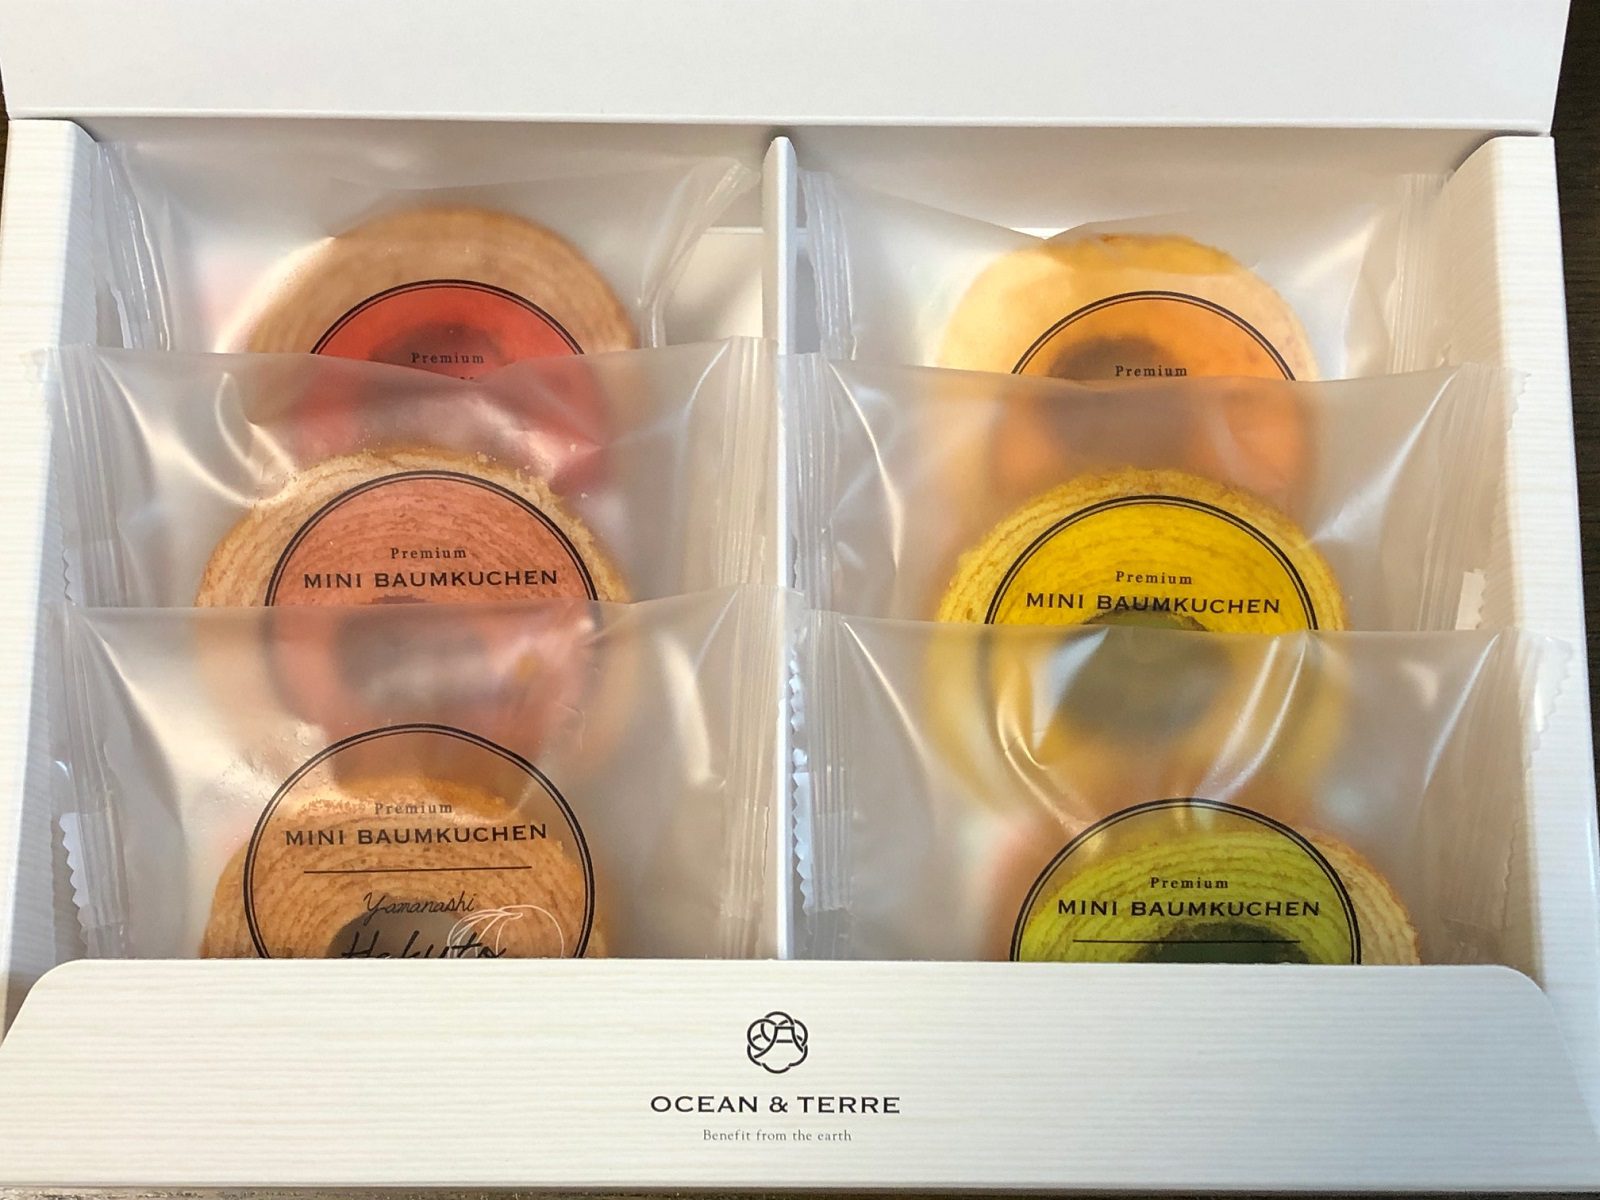 Premium
Premium
Premium
MINI BAUMKUCHEN
Premium
MINI BAUMKUCHEN
Premium
MINI BAUMKUCHEN
Yamanashi
Hakuto
Premium
MINI BAUMKUCHEN
OCEAN & TERRE
Benefit from the earth